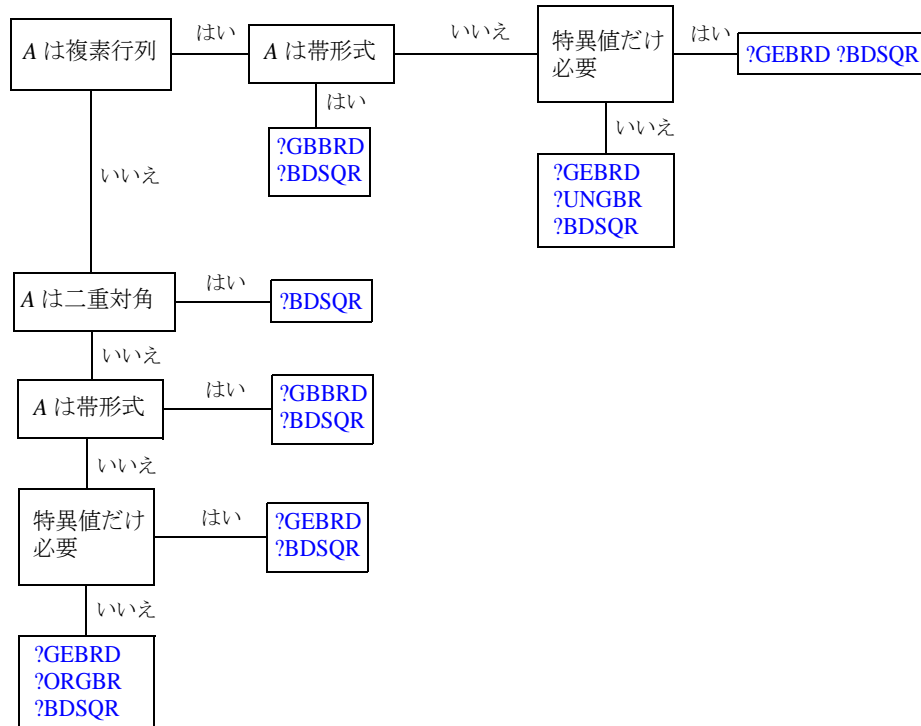 A は複素行列
はい
A は帯形式
いいえ
特異値だけ
必要
はい
?GEBRD ?BDSQR
はい
?GBBRD
?BDSQR
いいえ
?GEBRD
?UNGBR
?BDSQR
いいえ
A は二重対角
はい
?BDSQR
いいえ
A は帯形式
はい
?GBBRD
?BDSQR
いいえ
特異値だけ
必要
はい
?GEBRD
?BDSQR
いいえ
?GEBRD
?ORGBR
?BDSQR